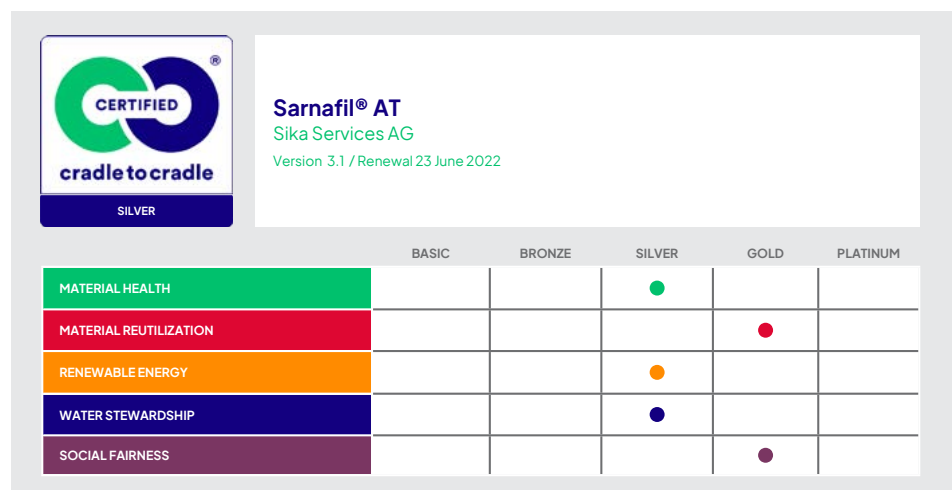 ®
CERTIFIED
cradle to cradle
SILVER
Sarnafil® AT
Sika Services AG
Version 3.1 / Renewal 23 June 2022
BASIC BRONZE SILVER GOLD PLATINUM
MATERIAL HEALTH
MATERIAL REUTILIZATION
RENEWABLE ENERGY
WATER STEWARDSHIP
SOCIAL FAIRNESS